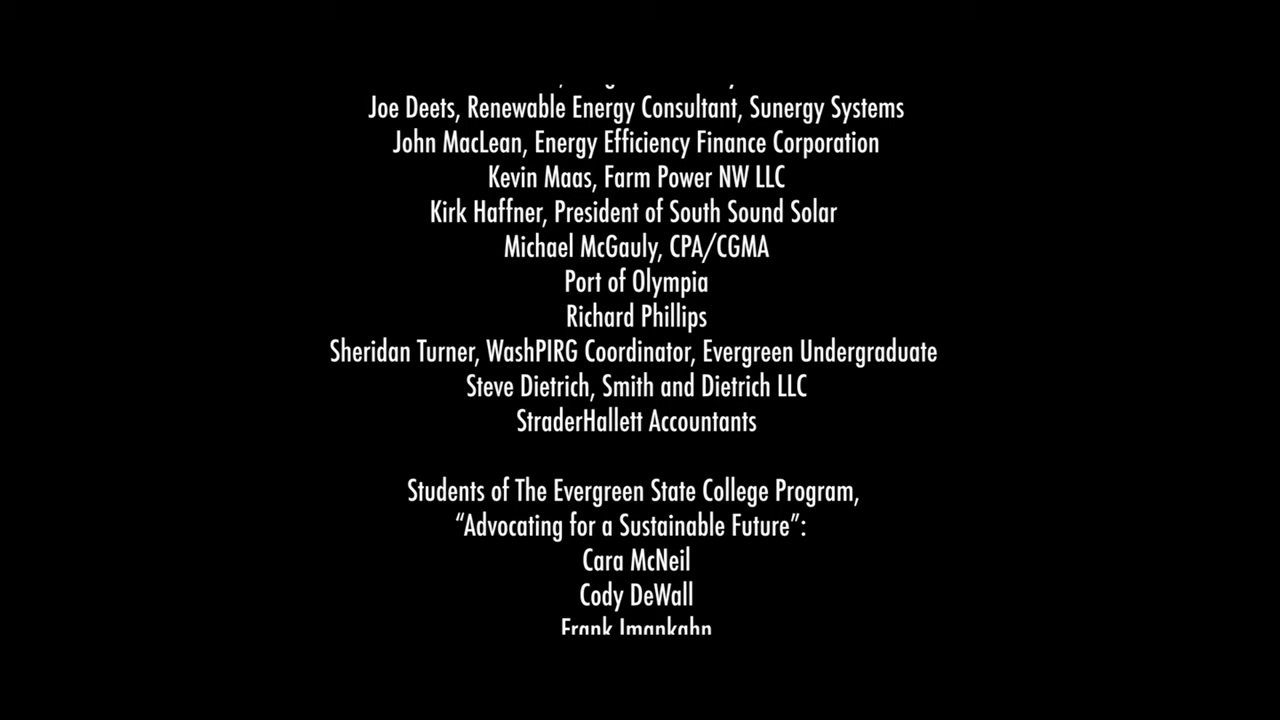 Joe Deets, Renewable Energy Consultant, Sunergy Systems
John MacLean, Energy Efficiency Finance Corporation
Kevin Maas, Farm Power NW LLC
Kirk Haffner, President of South Sound Solar
Michael McGauly, CPA/CGMA
Port of Olympia
Richard Phillips
Sheridan Turner, WashPIRG Coordinator, Evergreen Undergraduate
Steve Dietrich, Smith and Dietrich LLC
StraderHallett Accountants
Students of The Evergreen State College Program,
“Advocating for a Sustainable Future”:
Cara McNeil
Cody DeWall
Frank Imankahn